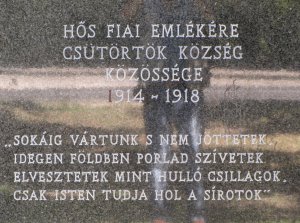 HŐS FIAI EMLÉKÉRE
CSÜTÖRTÖK KÖZSÉG
KÖZÖSSÉGE
1914 - 1918
„SOKÁIG VÁRTUNK S NEM JÖTTETEK,
IDEGEN FÖLDBEN PORLAD SZÍVETEK.
ELVESZTETEK MINT HULLÓ CSILLAGOK,
CSAK ISTEN TUDJA HOL A SÍROTOK"